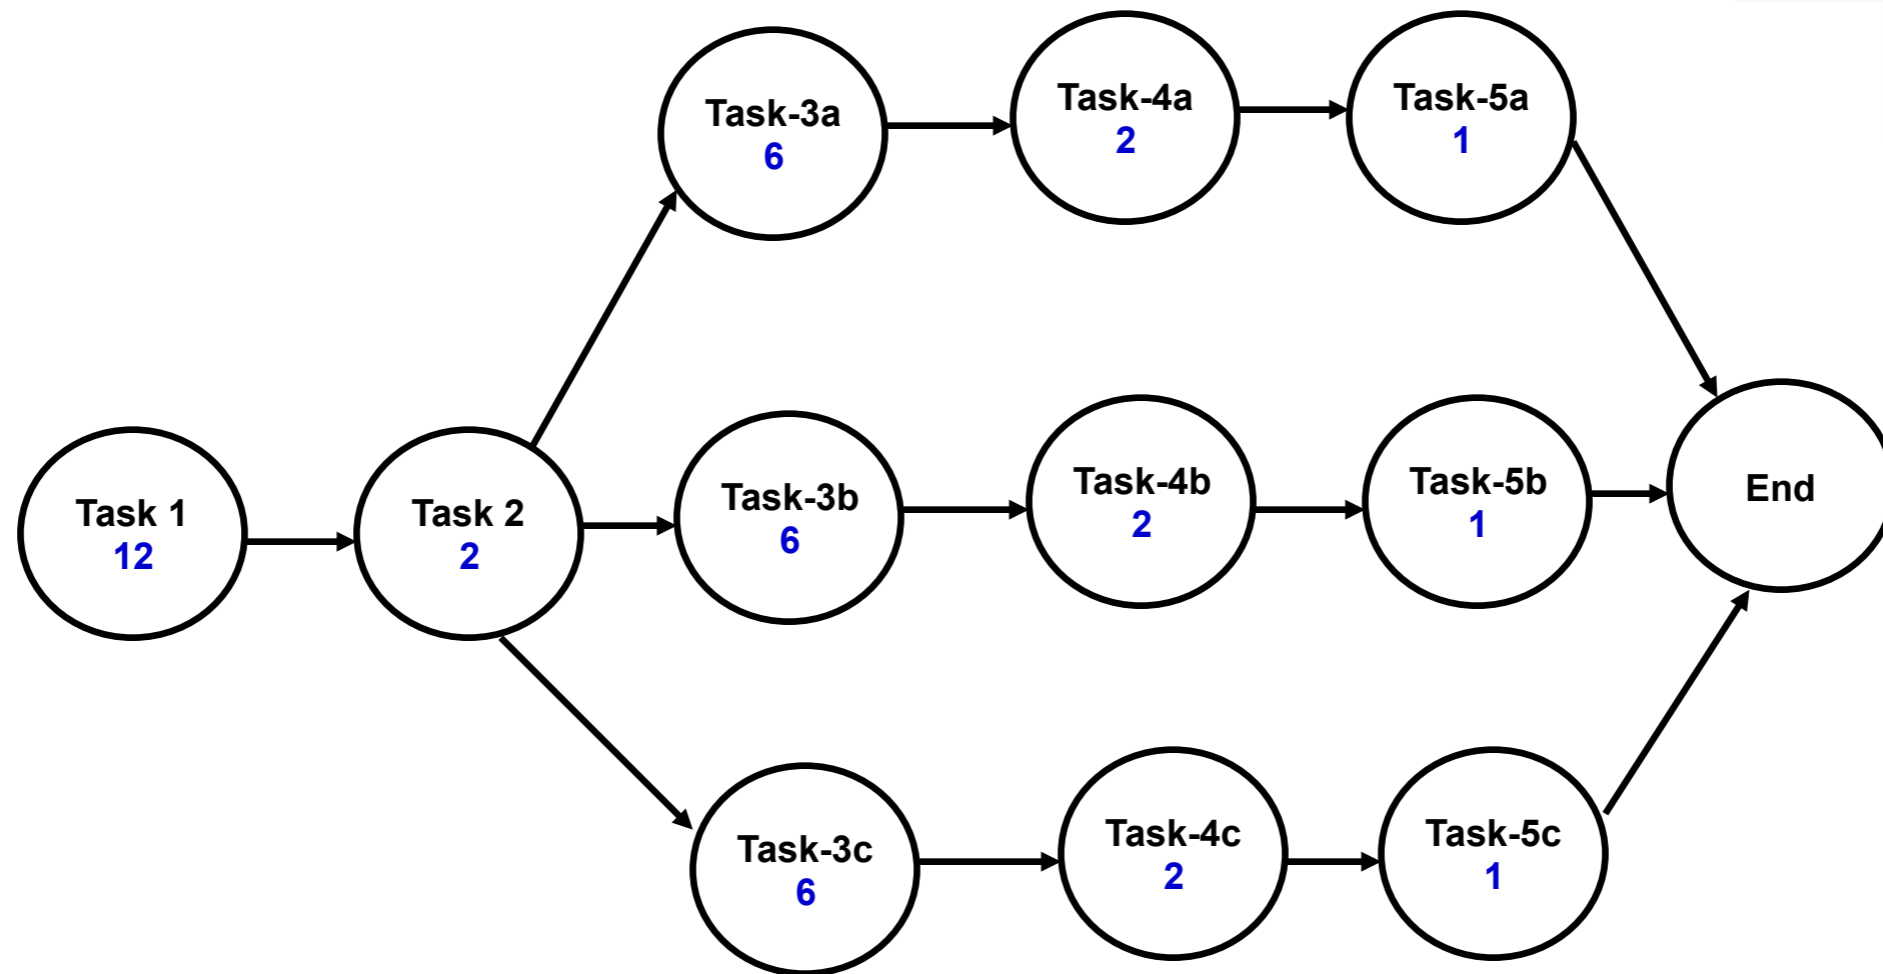 Task-3a
6
Task-4a
2
Task-5a
1
Task 1
12
Task 2
2
Task-3b
6
Task-4b
2
Task-5b
1
End
Task-3c
6
Task-4c
2
Task-5c
1